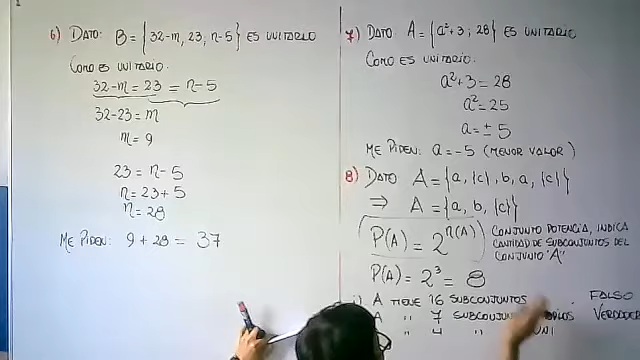 6) DATO: B = {32-m, 23, n-5} ES UNITARIO
COMO ES UNITARIO.
32-m = 23 = n-5
32-23 = m
m = 9
23 = n-5
n = 23+5
n = 28
ME PIDEN: 9 + 28 = 37
7) DATO A = {a²+3; 28} ES UNITARIO
COMO ES UNITARIO.
a²+3 = 28
a² = 25
a = ± 5
ME PIDEN: a = -5 (MENOR VALOR)
8) DATO A = {a, {c}, b, a, {c}}
⇒ A = {a, b, {c}}
P(A) = 2^n(A)
CONJUNTO POTENCIA, INDICA
CANTIDAD DE SUBCONJUNTOS DEL
CONJUNTO "A"
P(A) = 2³ = 8
A TIENE 16 SUBCONJUNTOS FALSO
A " 7 SUBCONJUN
" 4 "